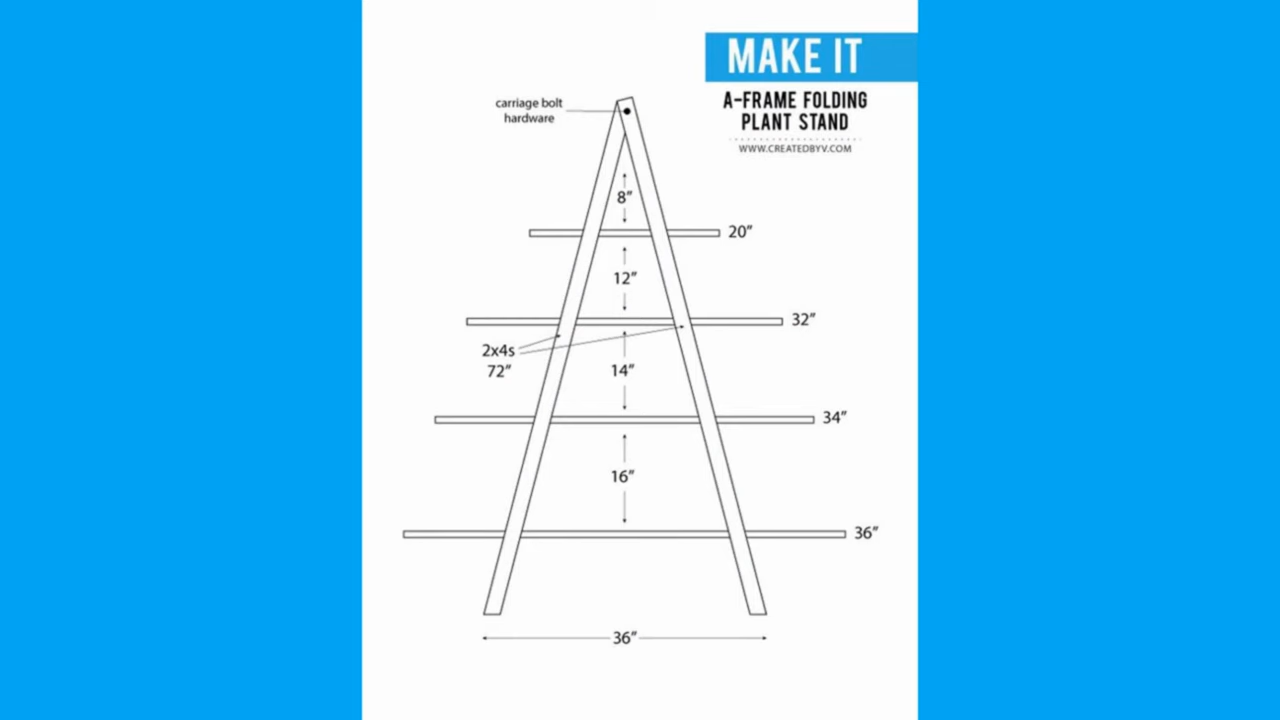 MAKE IT
A-FRAME FOLDING
PLANT STAND
WWW.CREATEDBYV.COM
carriage bolt
hardware
8”
20”
12”
32”
2x4s
72”
14”
34”
16”
36”
36”